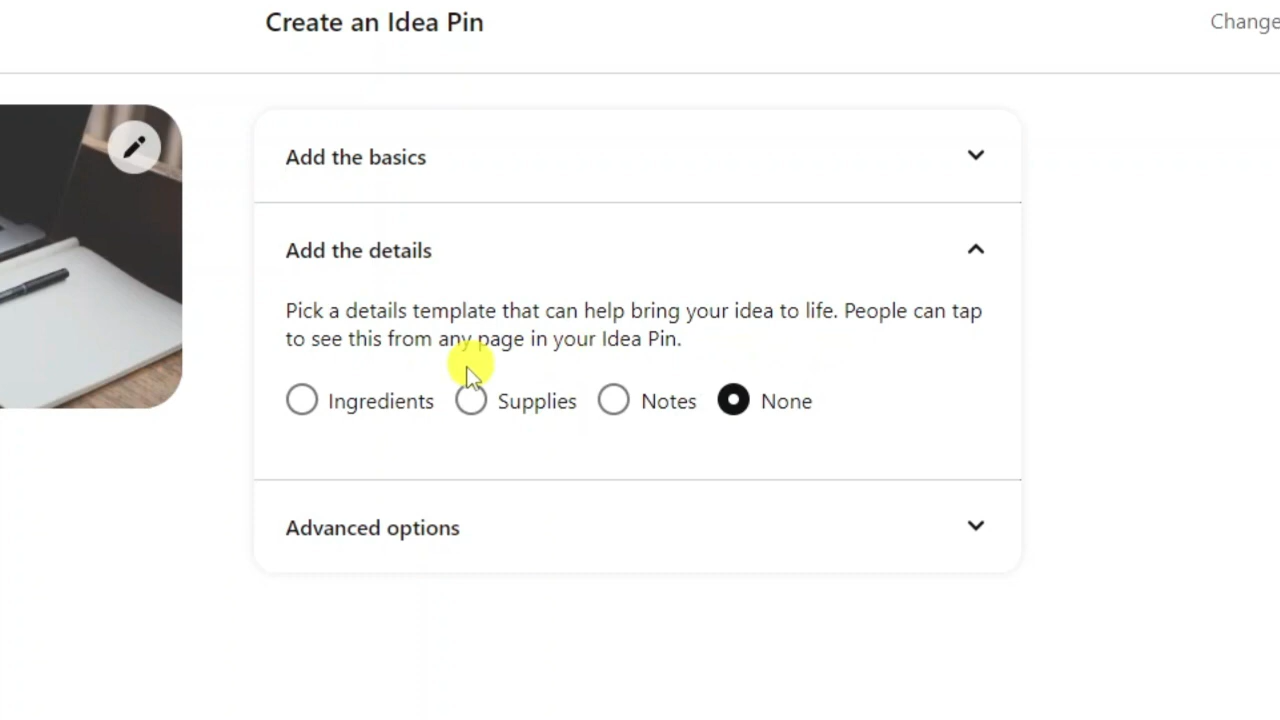 Create an Idea Pin
Change
Add the basics
Add the details
Pick a details template that can help bring your idea to life. People can tap
to see this from any page in your Idea Pin.
Ingredients Supplies Notes None
Advanced options